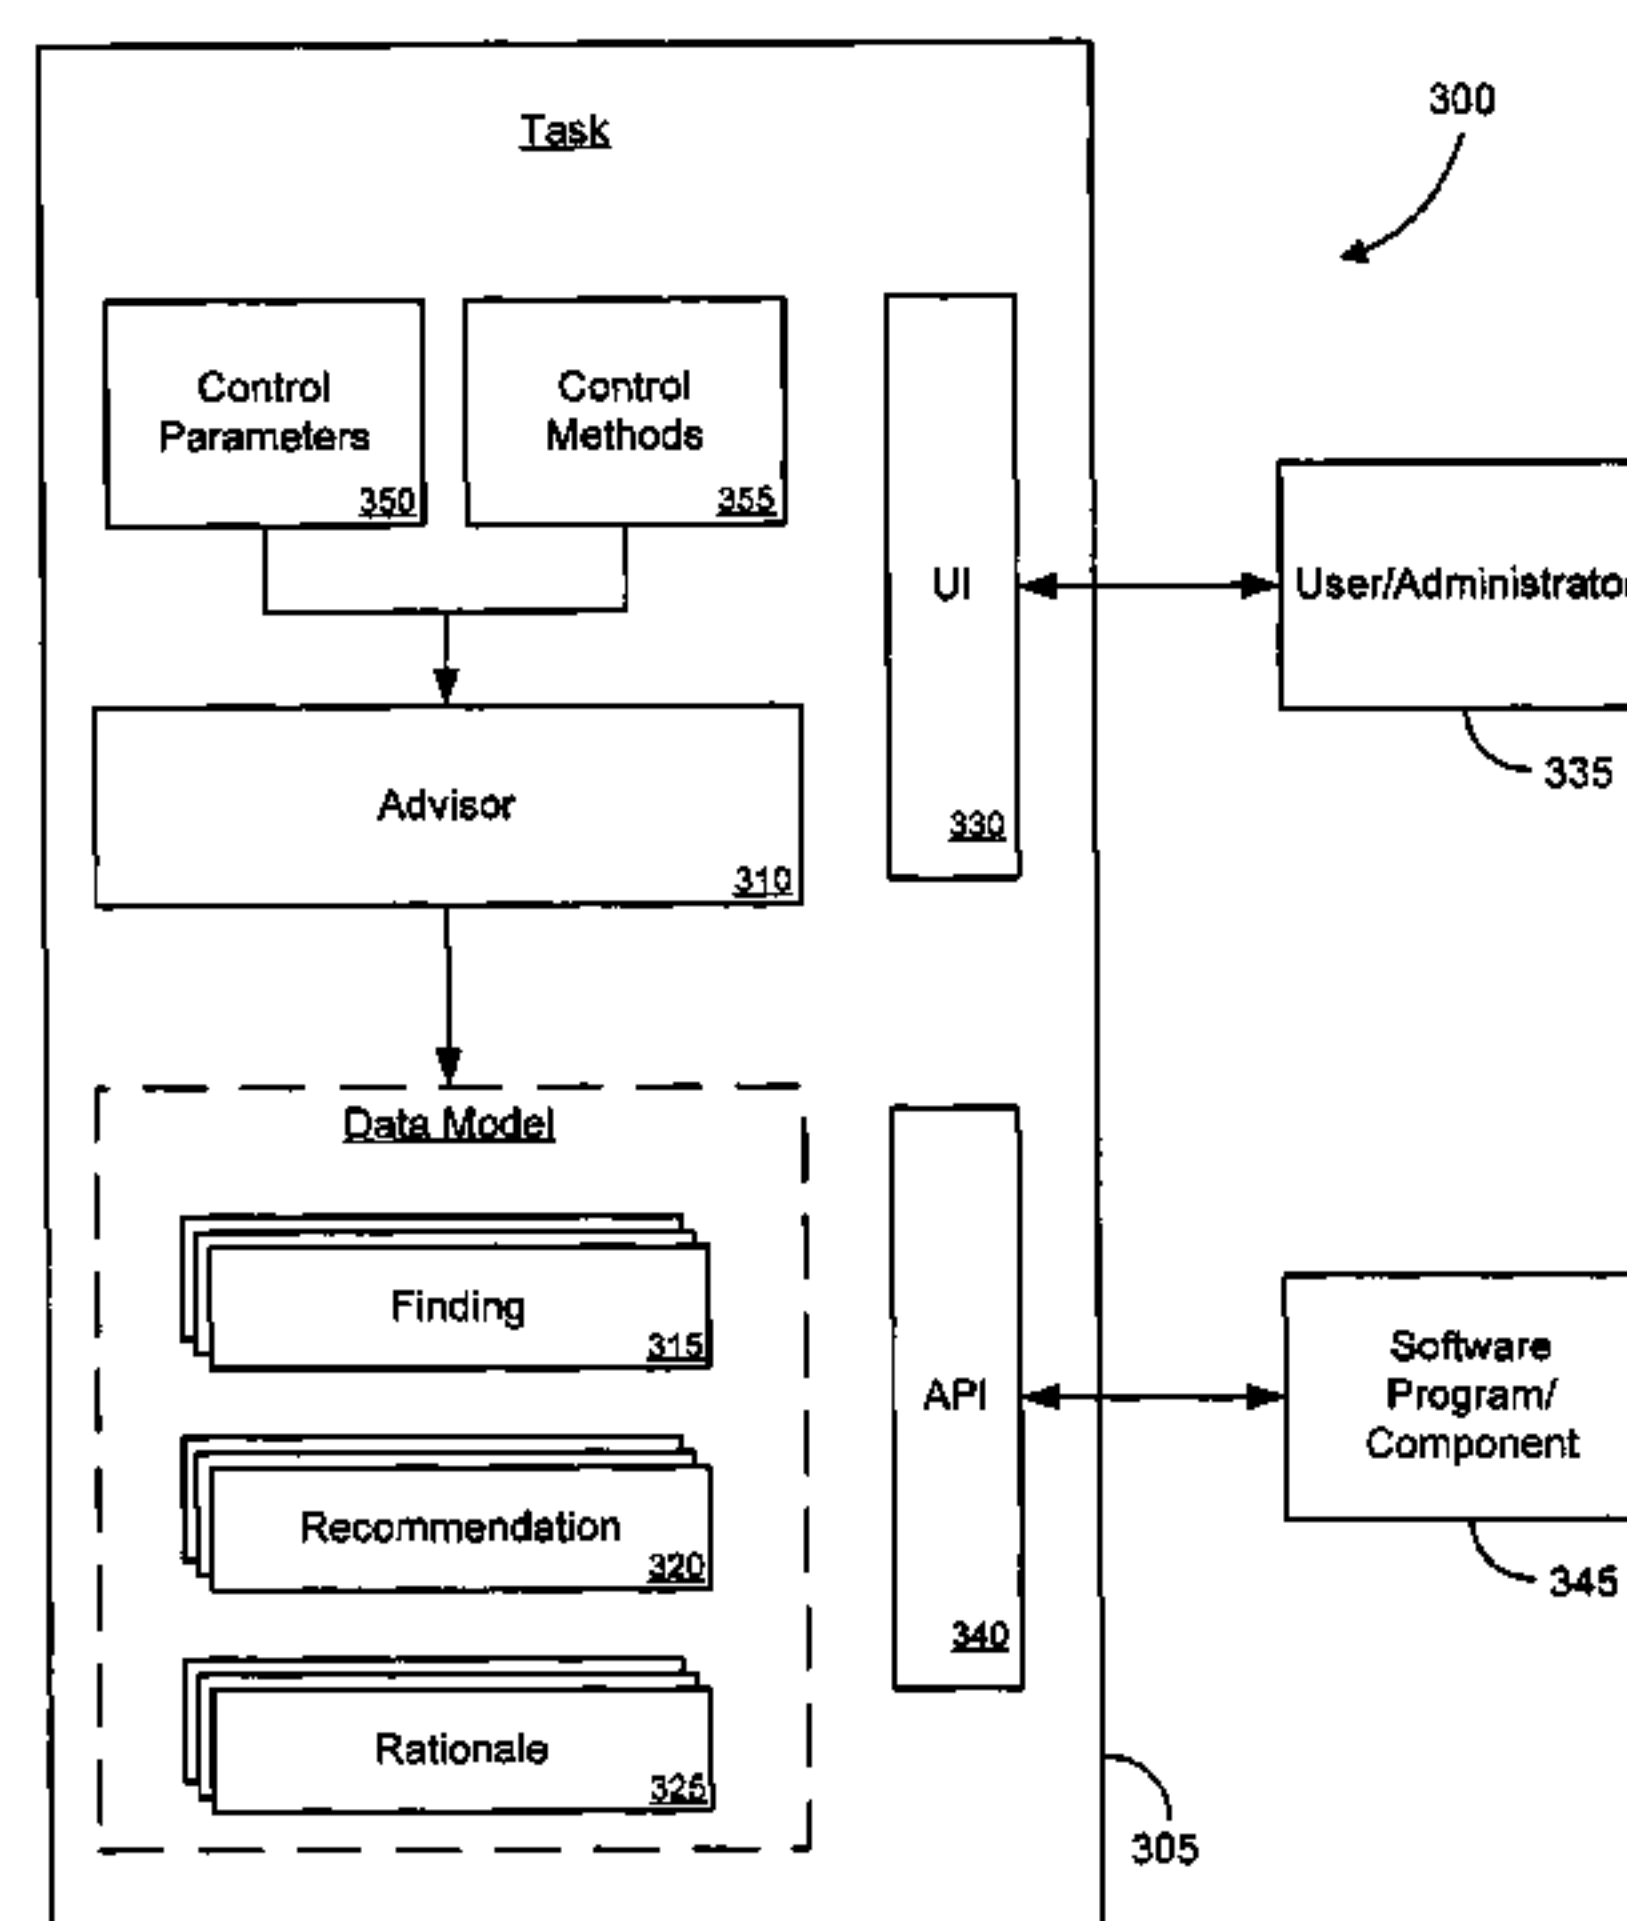 Task
300
Control
Parameters
350
Control
Methods
355
UI
330
User/Administrator
335
Advisor
310
Data Model
Finding
315
Recommendation
320
Rationale
325
API
340
Software
Program/
Component
345
305